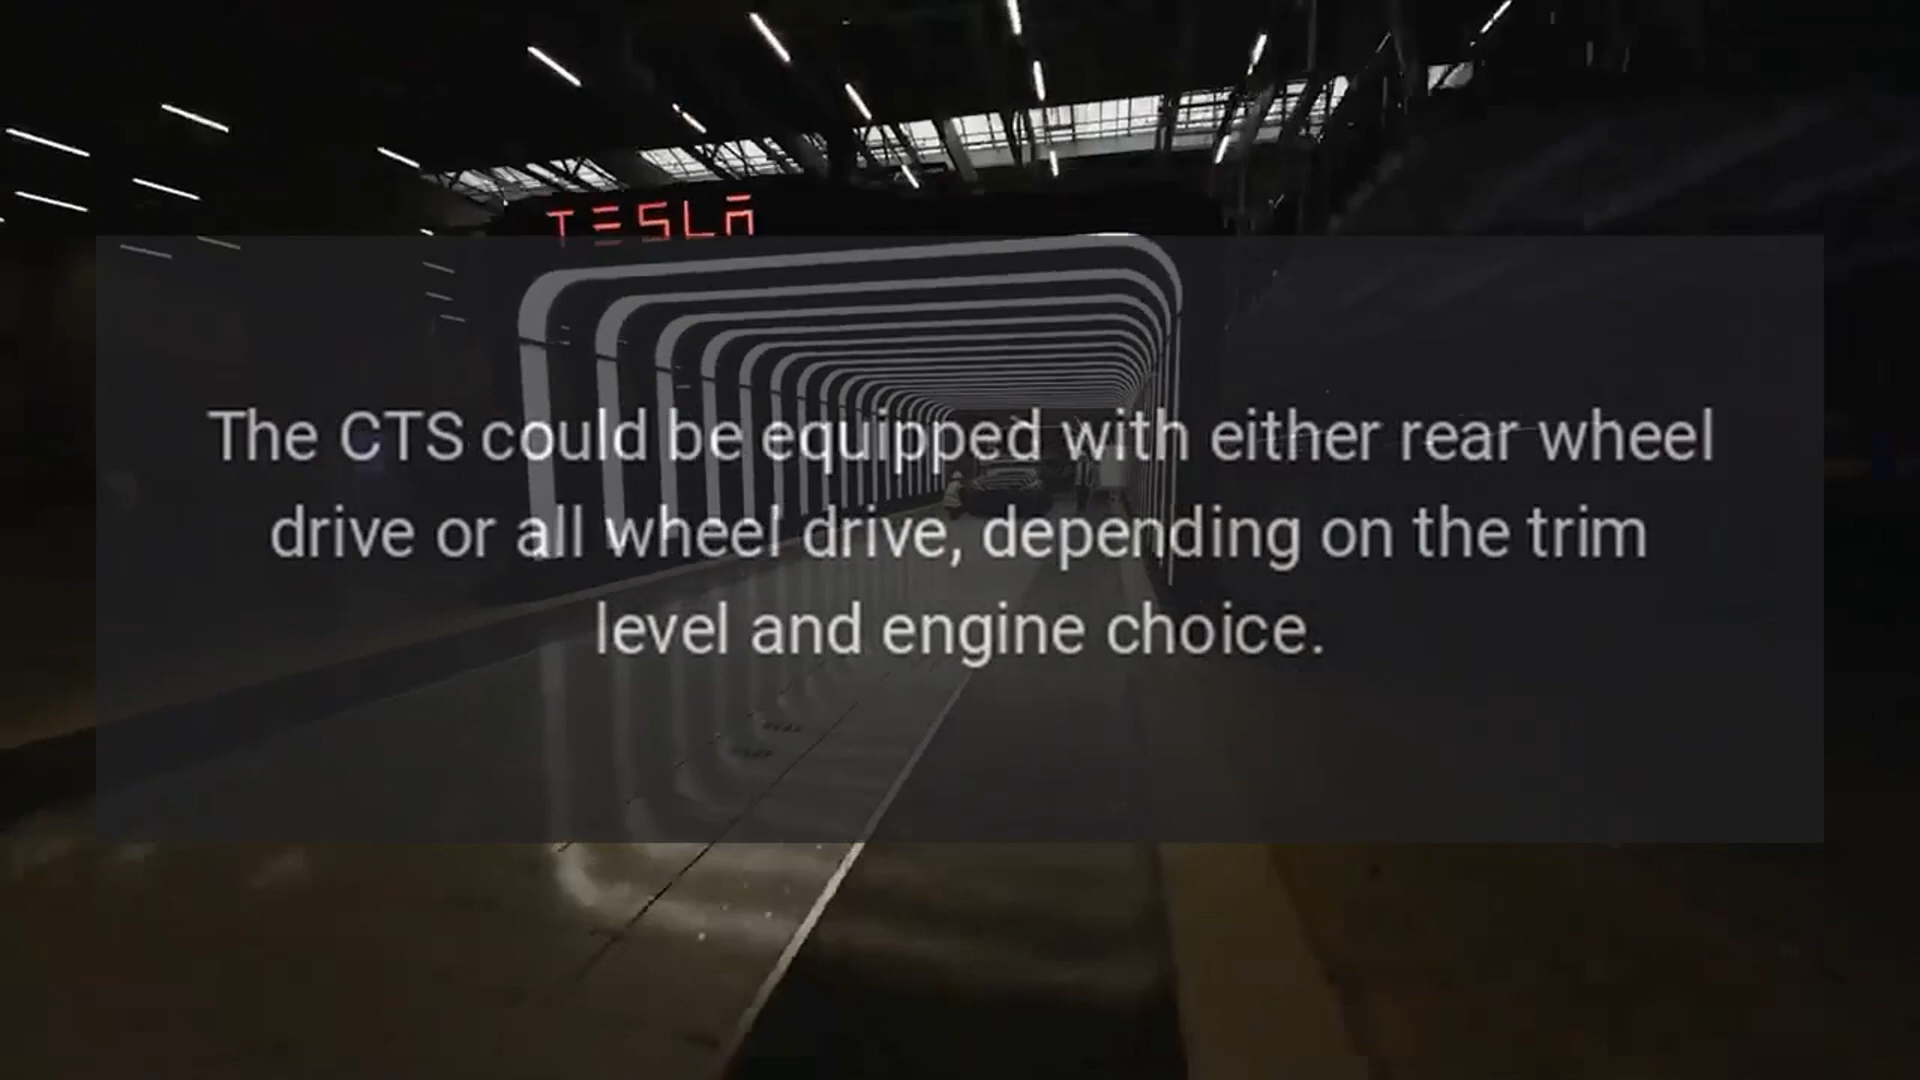 TESLA
The CTS could be equipped with either rear wheel
drive or all wheel drive, depending on the trim
level and engine choice.